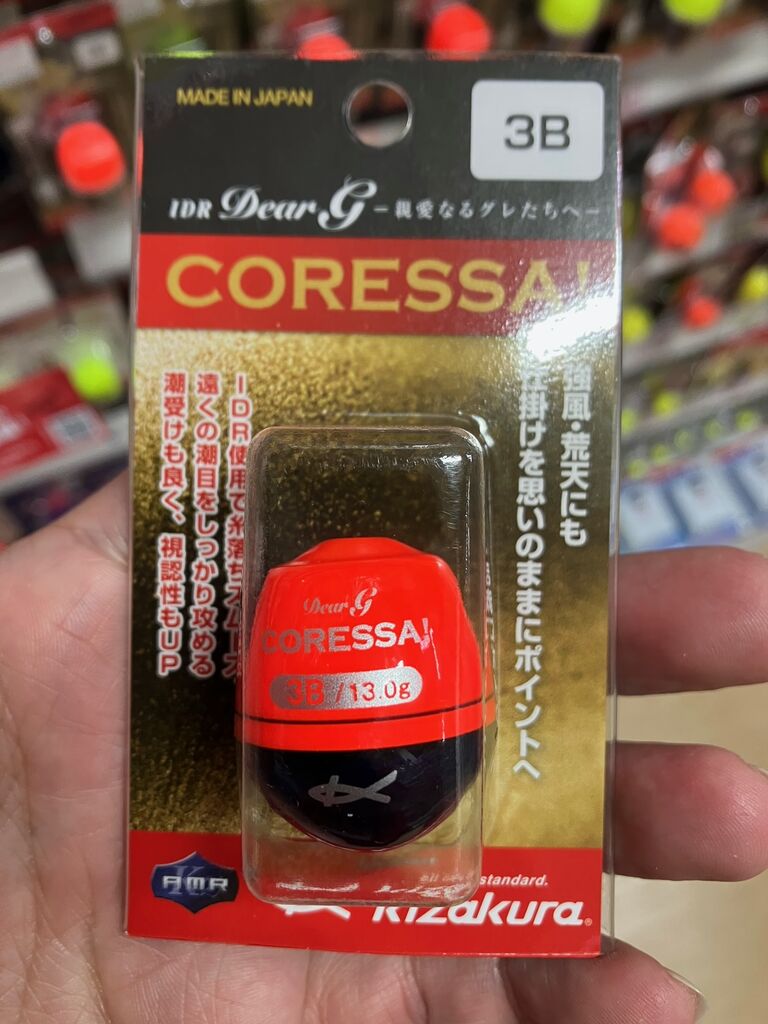 MADE IN JAPAN
3B
IDR Dear G －親愛なるグレたちへ－
CORESSA!
強風・荒天にも
仕掛けを思いのままにポイントへ
IDR使用で糸落ちスムーズ
遠くの潮目をしっかり攻める
潮受けも良く、視認性もUP
Dear G
CORESSA!
3B/13.0g
AMR
standard.
Kizakura®